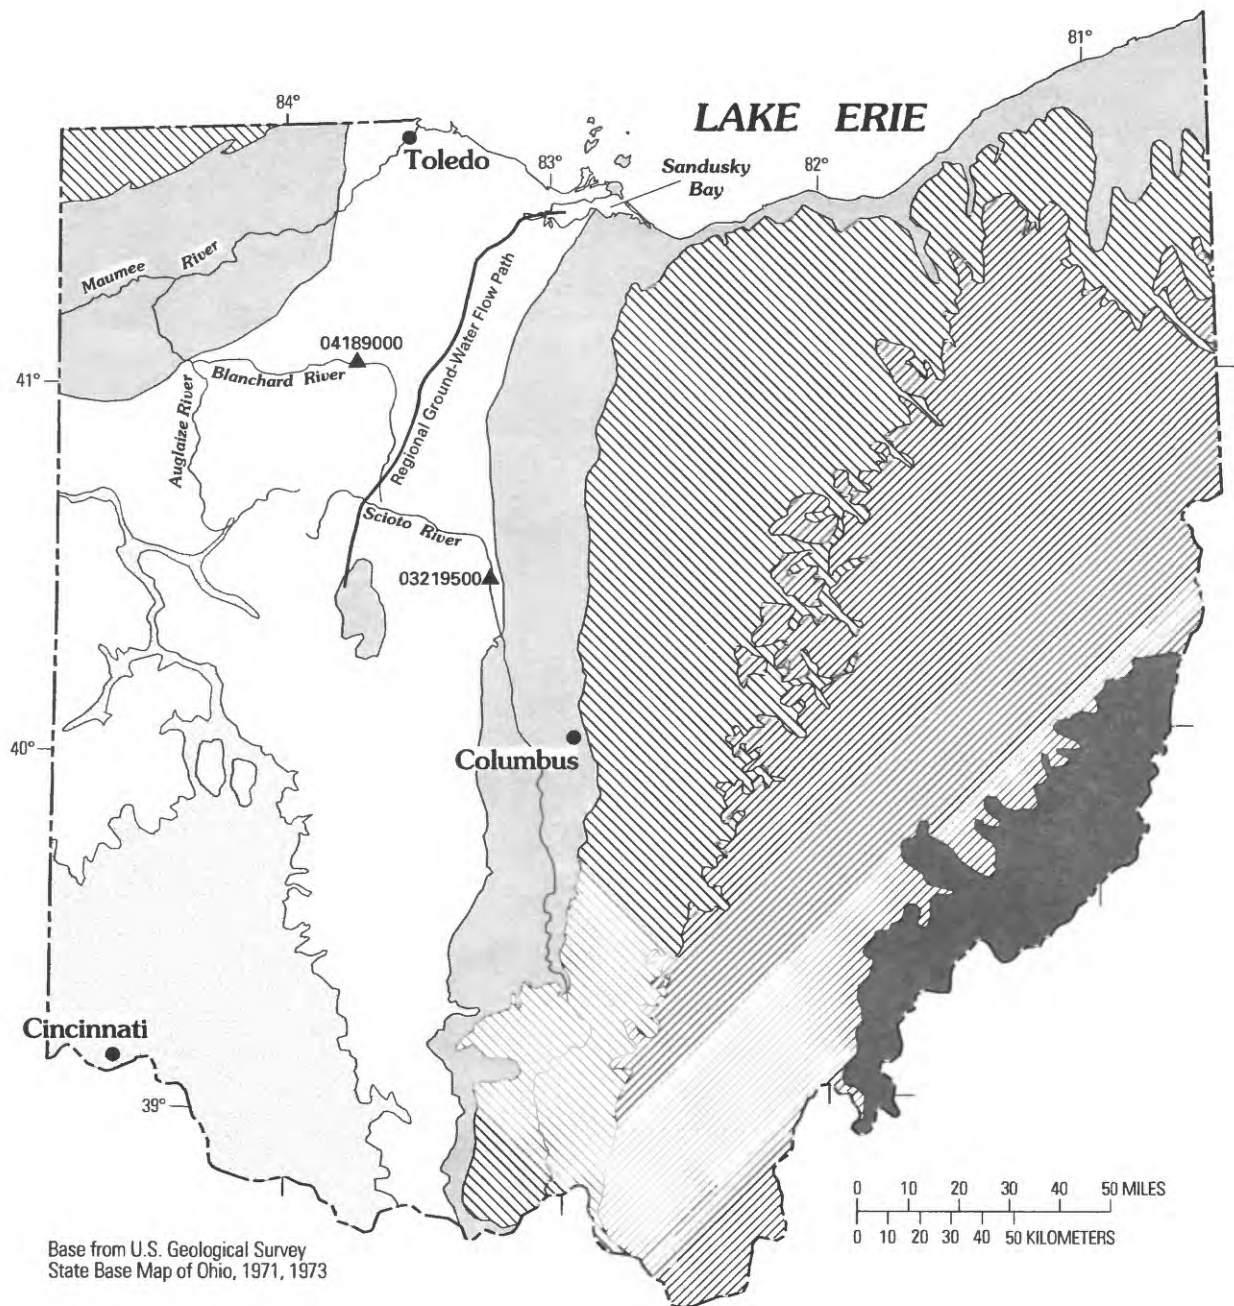 81°
84°
LAKE ERIE
Toledo
83°
Sandusky
Bay
82°
Maumee River
Regional Ground-Water Flow Path
04189000
41°
Blanchard River
Auglaize River
Scioto River
03219500
40°
Columbus
Cincinnati
39°
0 10 20 30 40 50 MILES
0 10 20 30 40 50 KILOMETERS
Base from U.S. Geological Survey
State Base Map of Ohio, 1971, 1973